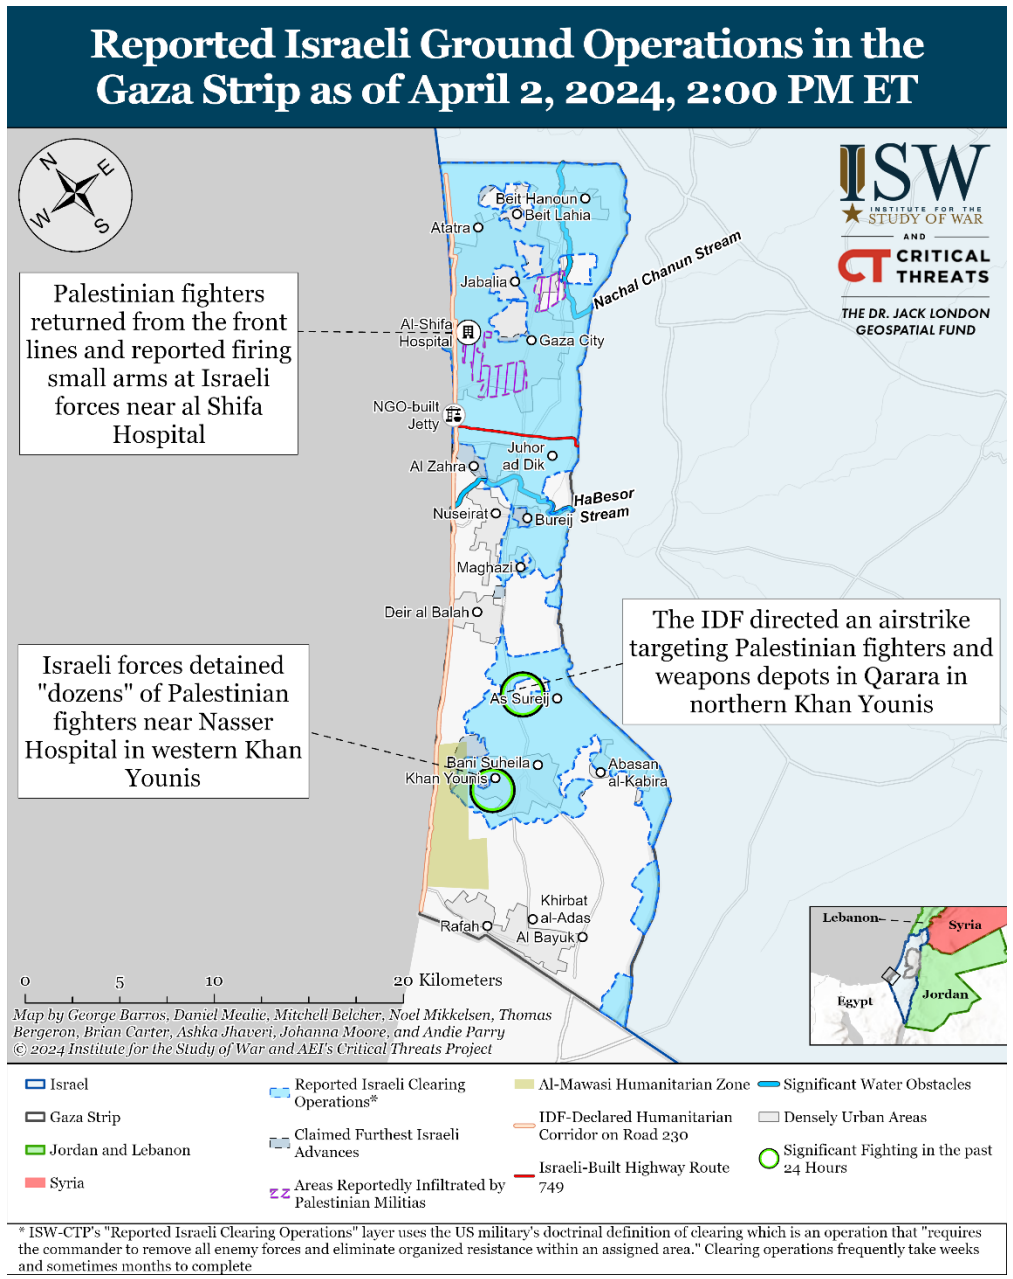 Reported Israeli Ground Operations in the
Gaza Strip as of April 2, 2024, 2:00 PM ET
N
E
W
S
ISW
INSTITUTE FOR THE
STUDY OF WAR
AND
CT CRITICAL
THREATS
THE DR. JACK LONDON
GEOSPATIAL FUND
Beit Hanoun
Beit Lahia
Atatra
Nachal Chanun Stream
Jabalia
Palestinian fighters
returned from the front
lines and reported firing
small arms at Israeli
forces near al Shifa
Hospital
Al-Shifa
Hospital
Gaza City
NGO-built
Jetty
Juhor
ad Dik
Al Zahra
HaBesor
Stream
Nuseirat
Bureij
Maghazi
Deir al Balah
The IDF directed an airstrike
targeting Palestinian fighters and
weapons depots in Qarara in
northern Khan Younis
Israeli forces detained
"dozens" of Palestinian
fighters near Nasser
Hospital in western Khan
Younis
As Sureij
Bani Suheila
Khan Younis
Abasan
al-Kabira
Khirbat
al-Adas
Rafah
Al Bayuk
Lebanon
Syria
Egypt
Jordan
0 5 10 20 Kilometers
Map by George Barros, Daniel Mealie, Mitchell Belcher, Noel Mikkelsen, Thomas
Bergeron, Brian Carter, Ashka Jhaveri, Johanna Moore, and Andie Parry
© 2024 Institute for the Study of War and AEI's Critical Threats Project
Israel
Gaza Strip
Jordan and Lebanon
Syria
Reported Israeli Clearing
Operations*
Claimed Furthest Israeli
Advances
Areas Reportedly Infiltrated by
Palestinian Militias
Al-Mawasi Humanitarian Zone
IDF-Declared Humanitarian
Corridor on Road 230
Israeli-Built Highway Route
749
Significant Water Obstacles
Densely Urban Areas
Significant Fighting in the past
24 Hours
* ISW-CTP's "Reported Israeli Clearing Operations" layer uses the US military's doctrinal definition of clearing which is an operation that "requires
the commander to remove all enemy forces and eliminate organized resistance within an assigned area." Clearing operations frequently take weeks
and sometimes months to complete